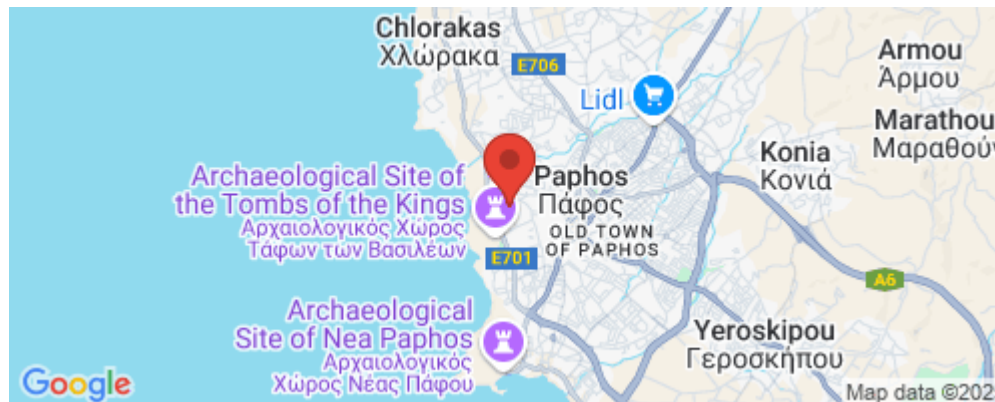 Chlorakas
Χλώρακα
E706
Lidl
Armou
Άρμου
Marathou
Μαραθούν
Konia
Κονιά
Archaeological Site of
the Tombs of the Kings
Αρχαιολογικός Χώρος
Τάφων των Βασιλέων
Paphos
Πάφος
OLD TOWN
OF PAPHOS
E701
A6
Archaeological
Site of Nea Paphos
Αρχαιολογικός
Χώρος Νέας Πάφου
Yeroskipou
Γεροσκήπου
Google
Map data ©202